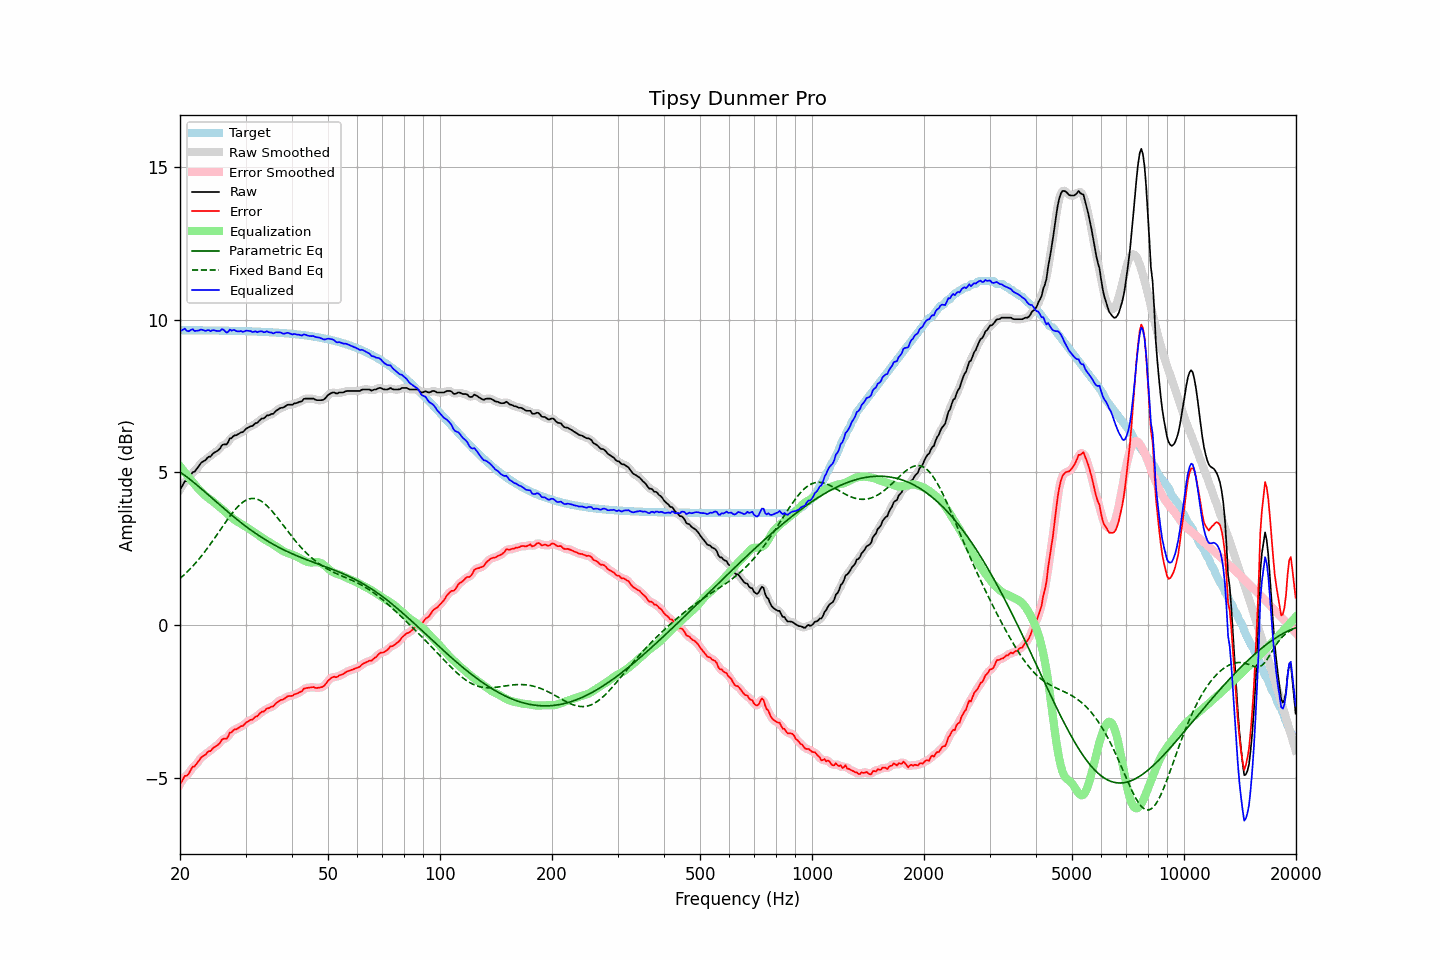 Tipsy Dunmer Pro
Target
Raw Smoothed
Error Smoothed
Raw
Error
Equalization
Parametric Eq
Fixed Band Eq
Equalized
15
10
5
0
−5
Amplitude (dBr)
20
50
100
200
500
1000
2000
5000
10000
20000
Frequency (Hz)